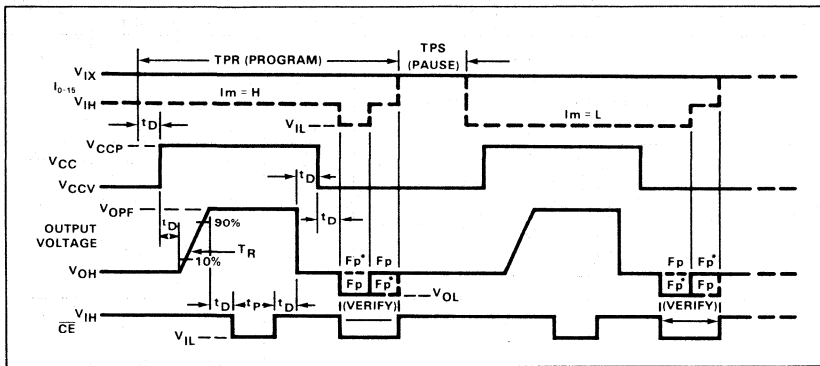 TPR (PROGRAM)
TPS
(PAUSE)
VIX
I0-15
VIH
Im = H
Im = L
VIL
tD
VCCP
VCC
VCCV
tD
tD
VOPF
tD
90%
OUTPUT
VOLTAGE
TR
10%
Fp* Fp
Fp Fp*
Fp Fp*
Fp* Fp
VOH
VOL
tD tP tD
(VERIFY)
(VERIFY)
VIH
CE
VIL